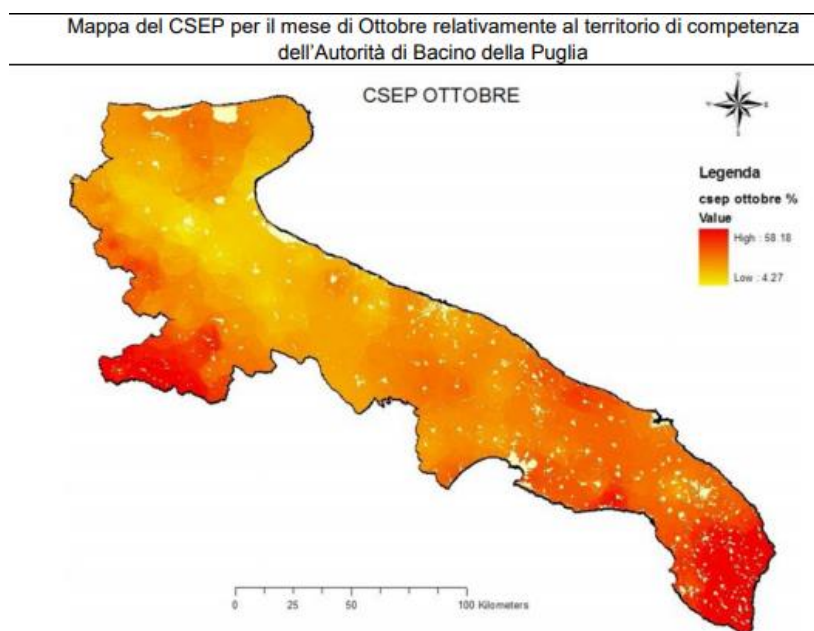 Mappa del CSEP per il mese di Ottobre relativamente al territorio di competenza
dell'Autorità di Bacino della Puglia
CSEP OTTOBRE
Legenda
csep ottobre %
Value
High : 58.18
Low : 4.27
0 25 50 100 Kilometers